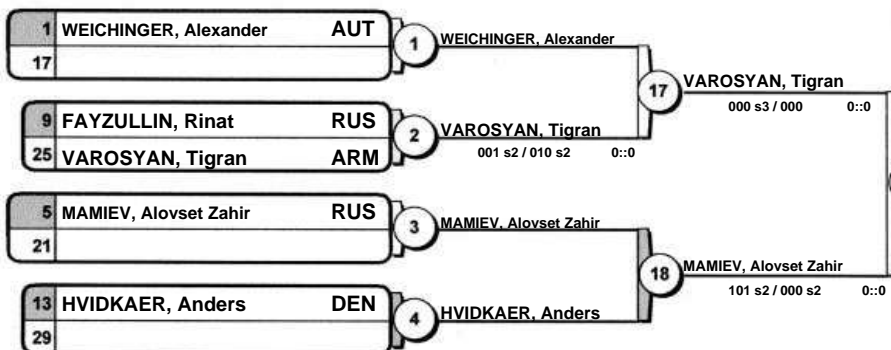 1 WEICHINGER, Alexander AUT
17
1
WEICHINGER, Alexander
9 FAYZULLIN, Rinat RUS
25 VAROSYAN, Tigran ARM
2
VAROSYAN, Tigran
001 s2 / 010 s2 0::0
17
VAROSYAN, Tigran
000 s3 / 000 0::0
5 MAMIEV, Alovset Zahir RUS
21
3
MAMIEV, Alovset Zahir
13 HVIDKAER, Anders DEN
29
4
HVIDKAER, Anders
18
MAMIEV, Alovset Zahir
101 s2 / 000 s2 0::0